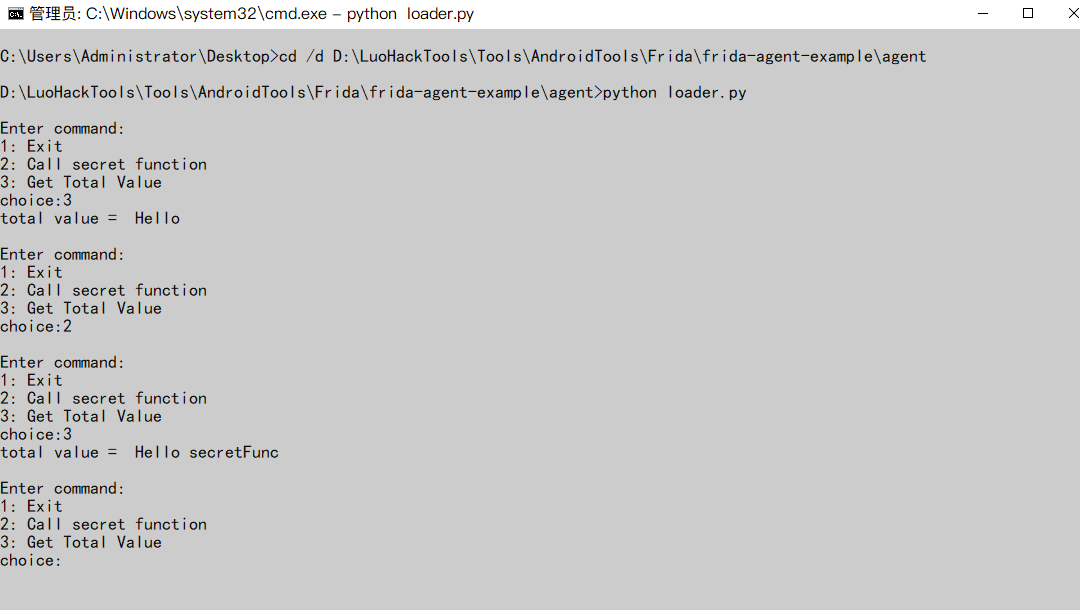 管理员: C:\Windows\system32\cmd.exe - python  loader.py
C:\Users\Administrator\Desktop>cd /d D:\LuoHackTools\Tools\AndroidTools\Frida\frida-agent-example\agent
D:\LuoHackTools\Tools\AndroidTools\Frida\frida-agent-example\agent>python loader.py
Enter command:
1: Exit
2: Call secret function
3: Get Total Value
choice:3
total value =  Hello
Enter command:
1: Exit
2: Call secret function
3: Get Total Value
choice:2
Enter command:
1: Exit
2: Call secret function
3: Get Total Value
choice:3
total value =  Hello secretFunc
Enter command:
1: Exit
2: Call secret function
3: Get Total Value
choice: